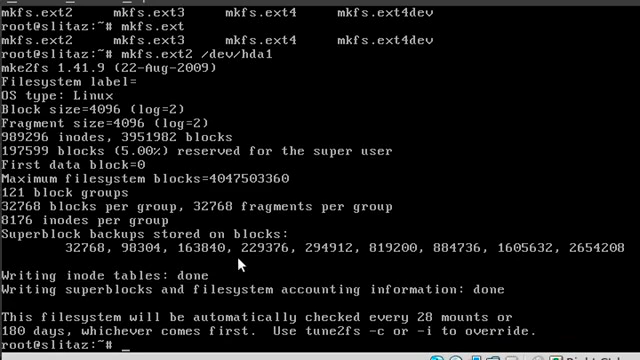 mkfs.ext2 mkfs.ext3 mkfs.ext4 mkfs.ext4dev
root@slitaz:~# mkfs.ext
mkfs.ext2 mkfs.ext3 mkfs.ext4 mkfs.ext4dev
root@slitaz:~# mkfs.ext2 /dev/hda1
mke2fs 1.41.9 (22-Aug-2009)
Filesystem label=
OS type: Linux
Block size=4096 (log=2)
Fragment size=4096 (log=2)
989296 inodes, 3951982 blocks
197599 blocks (5.00%) reserved for the super user
First data block=0
Maximum filesystem blocks=4047503360
121 block groups
32768 blocks per group, 32768 fragments per group
8176 inodes per group
Superblock backups stored on blocks:
32768, 98304, 163840, 229376, 294912, 819200, 884736, 1605632, 2654208
Writing inode tables: done
Writing superblocks and filesystem accounting information: done
This filesystem will be automatically checked every 28 mounts or
180 days, whichever comes first. Use tune2fs -c or -i to override.
root@slitaz:~# _